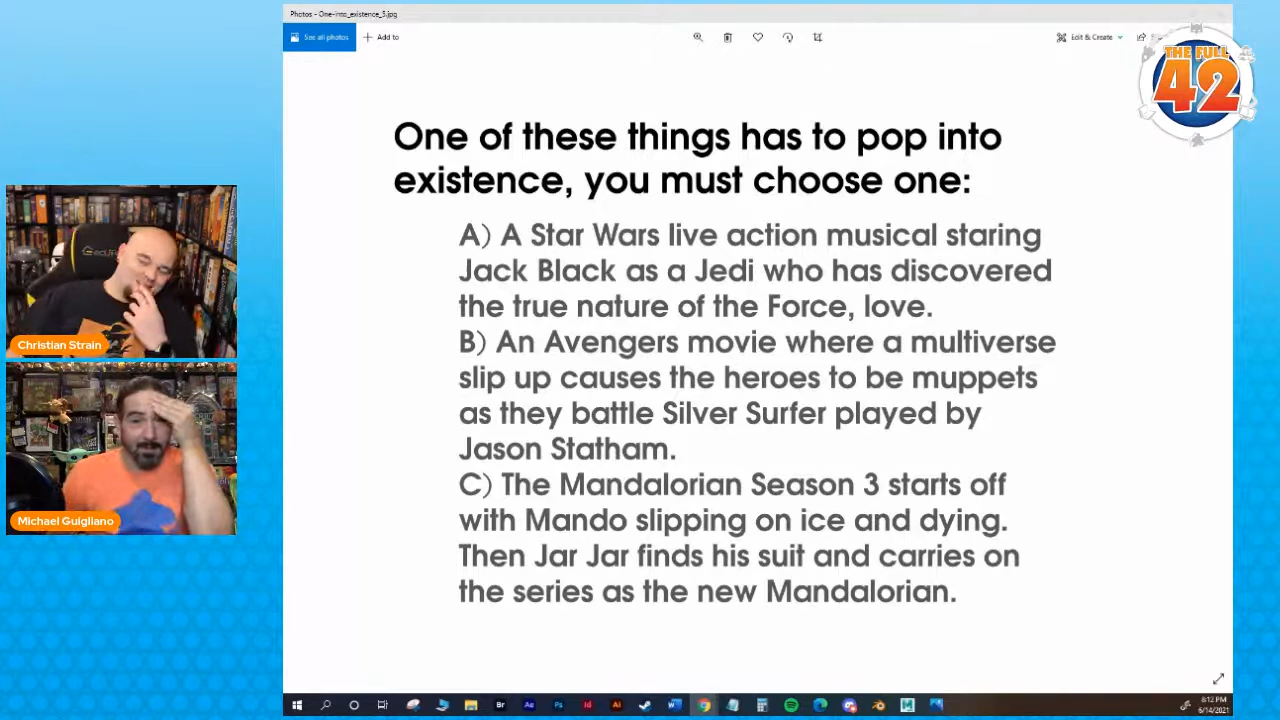 Photos - One-into_existence_5.jpg
See all photos
Add to
Edit & Create
THE FULL
42
One of these things has to pop into
existence, you must choose one:
A) A Star Wars live action musical staring
Jack Black as a Jedi who has discovered
the true nature of the Force, love.
B) An Avengers movie where a multiverse
slip up causes the heroes to be muppets
as they battle Silver Surfer played by
Jason Statham.
C) The Mandalorian Season 3 starts off
with Mando slipping on ice and dying.
Then Jar Jar finds his suit and carries on
the series as the new Mandalorian.
Christian Strain
Michael Guigliano
Br
Ae
Ps
Id
Ai
W
8:12 PM
6/14/2021